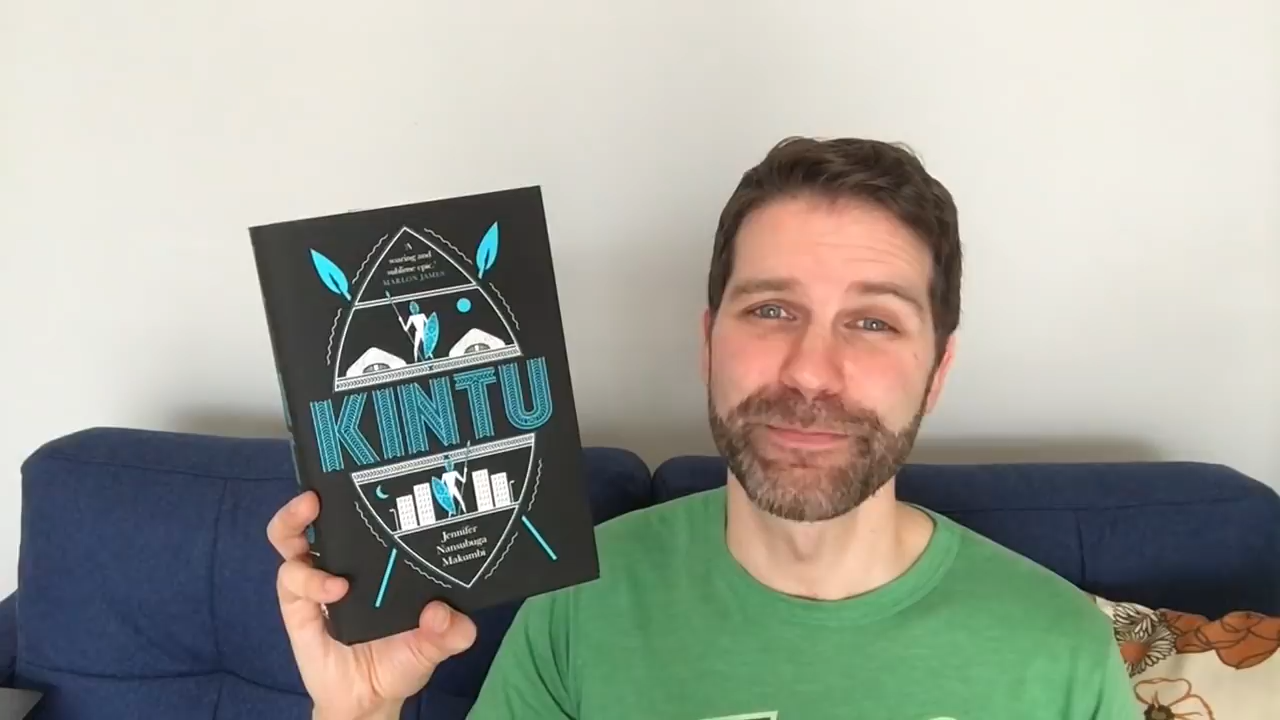 'A
soaring and
sublime epic.'
MARLON JAMES
KINTU
Jennifer
Nansubuga
Makumbi